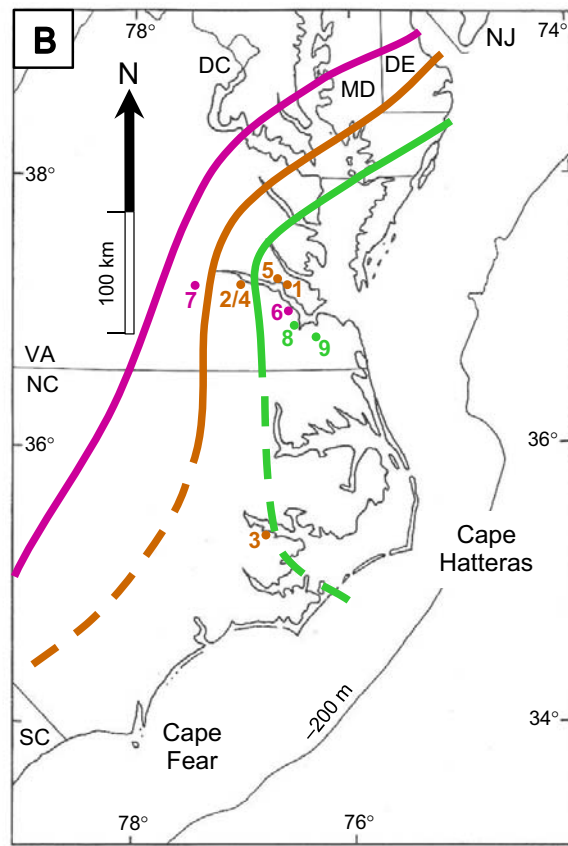 B
78°
74°
NJ
DC
DE
MD
N
38°
100 km
5
1
7
2/4
6
8
9
VA
NC
36°
36°
3
Cape
Hatteras
–200 m
34°
SC
Cape
Fear
78°
76°